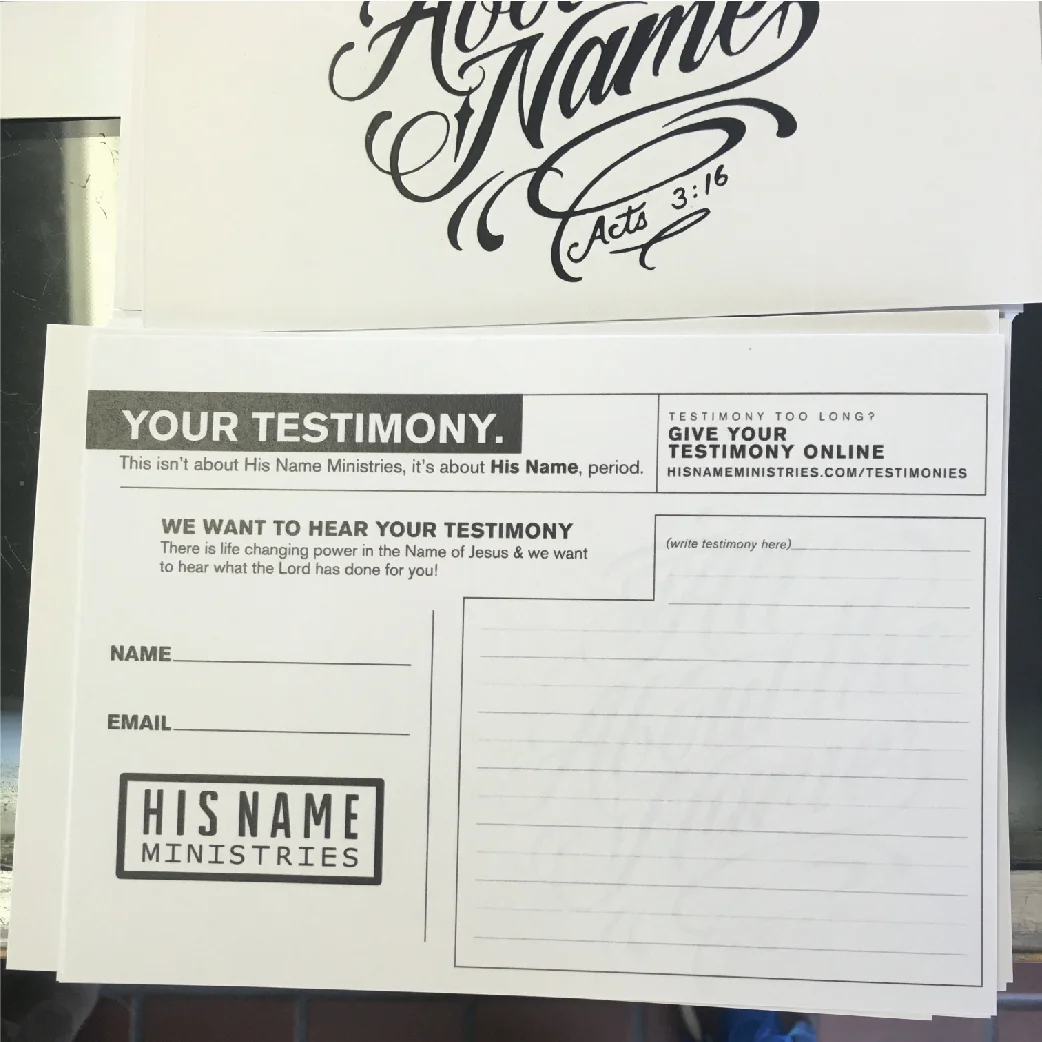 Name
Acts 3:16
YOUR TESTIMONY.
This isn't about His Name Ministries, it's about His Name, period.
TESTIMONY TOO LONG?
GIVE YOUR
TESTIMONY ONLINE
HISNAMEMINISTRIES.COM/TESTIMONIES
WE WANT TO HEAR YOUR TESTIMONY
There is life changing power in the Name of Jesus & we want
to hear what the Lord has done for you!
(write testimony here)
NAME
EMAIL
HIS NAME
MINISTRIES